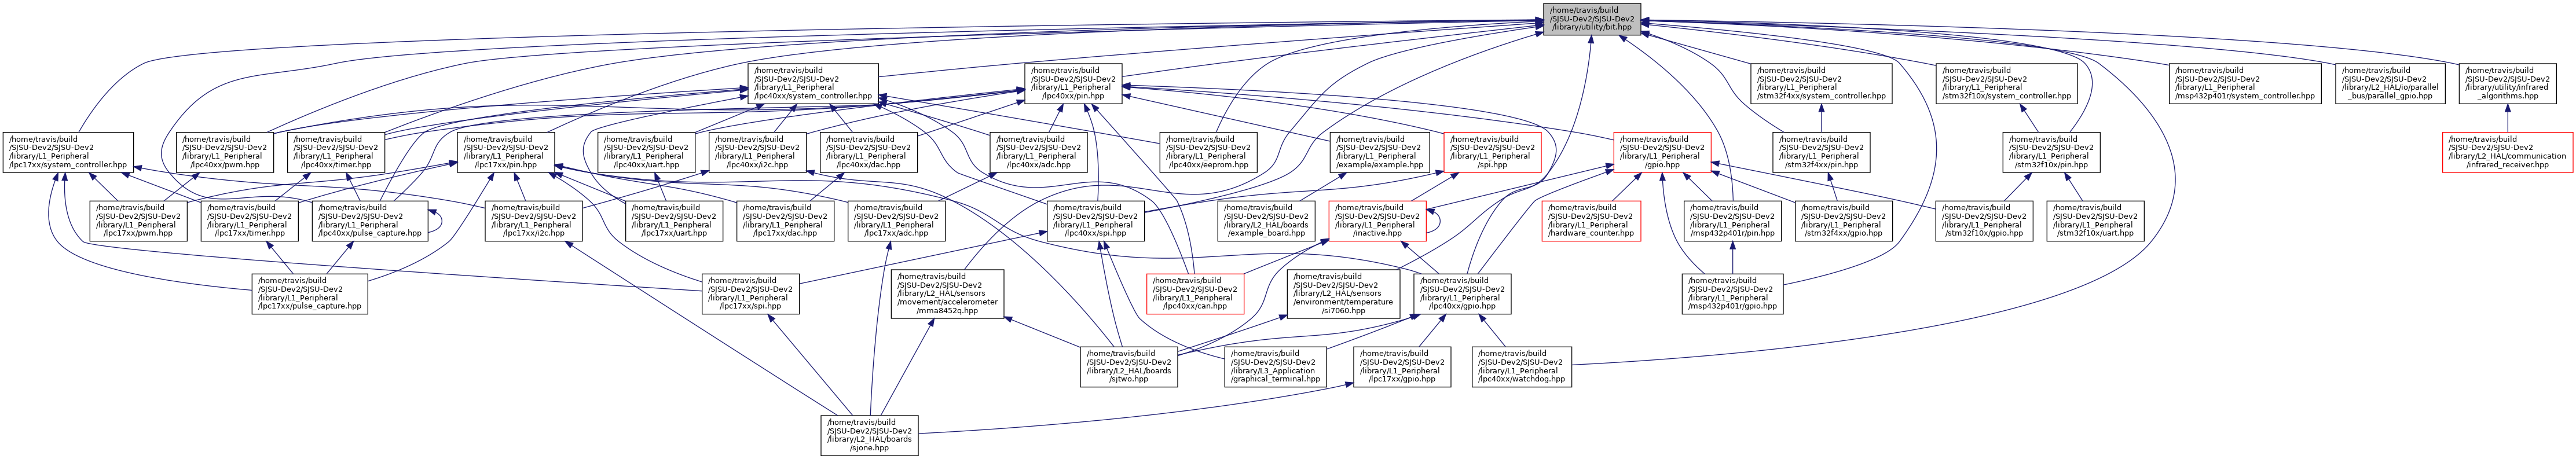 /home/travis/build
/SJSU-Dev2/SJSU-Dev2
/library/utility/bit.hpp
/home/travis/build
/SJSU-Dev2/SJSU-Dev2
/library/L1_Peripheral
/lpc40xx/system_controller.hpp
/home/travis/build
/SJSU-Dev2/SJSU-Dev2
/library/L1_Peripheral
/lpc40xx/pin.hpp
/home/travis/build
/SJSU-Dev2/SJSU-Dev2
/library/L1_Peripheral
/stm32f4xx/system_controller.hpp
/home/travis/build
/SJSU-Dev2/SJSU-Dev2
/library/L1_Peripheral
/stm32f10x/system_controller.hpp
/home/travis/build
/SJSU-Dev2/SJSU-Dev2
/library/L1_Peripheral
/msp432p401r/system_controller.hpp
/home/travis/build
/SJSU-Dev2/SJSU-Dev2
/library/L2_HAL/io/parallel
_bus/parallel_gpio.hpp
/home/travis/build
/SJSU-Dev2/SJSU-Dev2
/library/utility/infrared
_algorithms.hpp
/home/travis/build
/SJSU-Dev2/SJSU-Dev2
/library/L1_Peripheral
/lpc17xx/system_controller.hpp
/home/travis/build
/SJSU-Dev2/SJSU-Dev2
/library/L1_Peripheral
/lpc40xx/pwm.hpp
/home/travis/build
/SJSU-Dev2/SJSU-Dev2
/library/L1_Peripheral
/lpc40xx/timer.hpp
/home/travis/build
/SJSU-Dev2/SJSU-Dev2
/library/L1_Peripheral
/lpc17xx/pin.hpp
/home/travis/build
/SJSU-Dev2/SJSU-Dev2
/library/L1_Peripheral
/lpc40xx/uart.hpp
/home/travis/build
/SJSU-Dev2/SJSU-Dev2
/library/L1_Peripheral
/lpc40xx/i2c.hpp
/home/travis/build
/SJSU-Dev2/SJSU-Dev2
/library/L1_Peripheral
/lpc40xx/dac.hpp
/home/travis/build
/SJSU-Dev2/SJSU-Dev2
/library/L1_Peripheral
/lpc40xx/adc.hpp
/home/travis/build
/SJSU-Dev2/SJSU-Dev2
/library/L1_Peripheral
/lpc40xx/eeprom.hpp
/home/travis/build
/SJSU-Dev2/SJSU-Dev2
/library/L1_Peripheral
/example/example.hpp
/home/travis/build
/SJSU-Dev2/SJSU-Dev2
/library/L1_Peripheral
/spi.hpp
/home/travis/build
/SJSU-Dev2/SJSU-Dev2
/library/L1_Peripheral
/gpio.hpp
/home/travis/build
/SJSU-Dev2/SJSU-Dev2
/library/L1_Peripheral
/stm32f4xx/pin.hpp
/home/travis/build
/SJSU-Dev2/SJSU-Dev2
/library/L1_Peripheral
/stm32f10x/pin.hpp
/home/travis/build
/SJSU-Dev2/SJSU-Dev2
/library/L2_HAL/communication
/infrared_receiver.hpp
/home/travis/build
/SJSU-Dev2/SJSU-Dev2
/library/L1_Peripheral
/lpc17xx/pwm.hpp
/home/travis/build
/SJSU-Dev2/SJSU-Dev2
/library/L1_Peripheral
/lpc17xx/timer.hpp
/home/travis/build
/SJSU-Dev2/SJSU-Dev2
/library/L1_Peripheral
/lpc40xx/pulse_capture.hpp
/home/travis/build
/SJSU-Dev2/SJSU-Dev2
/library/L1_Peripheral
/lpc17xx/i2c.hpp
/home/travis/build
/SJSU-Dev2/SJSU-Dev2
/library/L1_Peripheral
/lpc17xx/uart.hpp
/home/travis/build
/SJSU-Dev2/SJSU-Dev2
/library/L1_Peripheral
/lpc17xx/dac.hpp
/home/travis/build
/SJSU-Dev2/SJSU-Dev2
/library/L1_Peripheral
/lpc17xx/adc.hpp
/home/travis/build
/SJSU-Dev2/SJSU-Dev2
/library/L1_Peripheral
/lpc40xx/spi.hpp
/home/travis/build
/SJSU-Dev2/SJSU-Dev2
/library/L2_HAL/boards
/example_board.hpp
/home/travis/build
/SJSU-Dev2/SJSU-Dev2
/library/L1_Peripheral
/inactive.hpp
/home/travis/build
/SJSU-Dev2/SJSU-Dev2
/library/L1_Peripheral
/hardware_counter.hpp
/home/travis/build
/SJSU-Dev2/SJSU-Dev2
/library/L1_Peripheral
/msp432p401r/pin.hpp
/home/travis/build
/SJSU-Dev2/SJSU-Dev2
/library/L1_Peripheral
/stm32f4xx/gpio.hpp
/home/travis/build
/SJSU-Dev2/SJSU-Dev2
/library/L1_Peripheral
/stm32f10x/gpio.hpp
/home/travis/build
/SJSU-Dev2/SJSU-Dev2
/library/L1_Peripheral
/stm32f10x/uart.hpp
/home/travis/build
/SJSU-Dev2/SJSU-Dev2
/library/L1_Peripheral
/lpc17xx/pulse_capture.hpp
/home/travis/build
/SJSU-Dev2/SJSU-Dev2
/library/L1_Peripheral
/lpc17xx/spi.hpp
/home/travis/build
/SJSU-Dev2/SJSU-Dev2
/library/L2_HAL/sensors
/movement/accelerometer
/mma8452q.hpp
/home/travis/build
/SJSU-Dev2/SJSU-Dev2
/library/L1_Peripheral
/lpc40xx/can.hpp
/home/travis/build
/SJSU-Dev2/SJSU-Dev2
/library/L2_HAL/sensors
/environment/temperature
/si7060.hpp
/home/travis/build
/SJSU-Dev2/SJSU-Dev2
/library/L1_Peripheral
/lpc40xx/gpio.hpp
/home/travis/build
/SJSU-Dev2/SJSU-Dev2
/library/L1_Peripheral
/msp432p401r/gpio.hpp
/home/travis/build
/SJSU-Dev2/SJSU-Dev2
/library/L2_HAL/boards
/sjtwo.hpp
/home/travis/build
/SJSU-Dev2/SJSU-Dev2
/library/L3_Application
/graphical_terminal.hpp
/home/travis/build
/SJSU-Dev2/SJSU-Dev2
/library/L1_Peripheral
/lpc17xx/gpio.hpp
/home/travis/build
/SJSU-Dev2/SJSU-Dev2
/library/L1_Peripheral
/lpc40xx/watchdog.hpp
/home/travis/build
/SJSU-Dev2/SJSU-Dev2
/library/L2_HAL/boards
/sjone.hpp